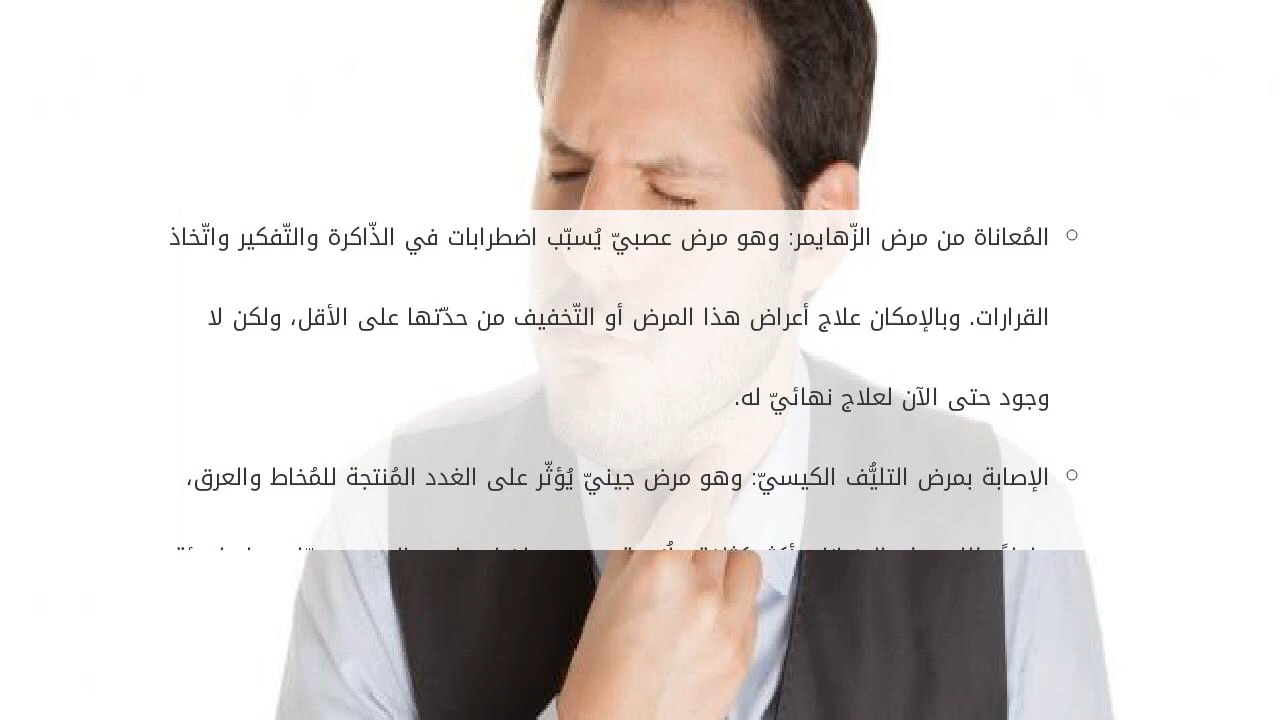 المُعاناة من مرض الزّهايمر: وهو مرض عصبيّ يُسبّب اضطرابات في الذّاكرة والتّفكير واتّخاذ
القرارات. وبالإمكان علاج أعراض هذا المرض أو التّخفيف من حدّتها على الأقل، ولكن لا
وجود حتى الآن لعلاج نهائيّ له.
الإصابة بمرض التليُّف الكيسيّ: وهو مرض جينيّ يُؤثّر على الغدد المُنتجة للمُخاط والعرق،